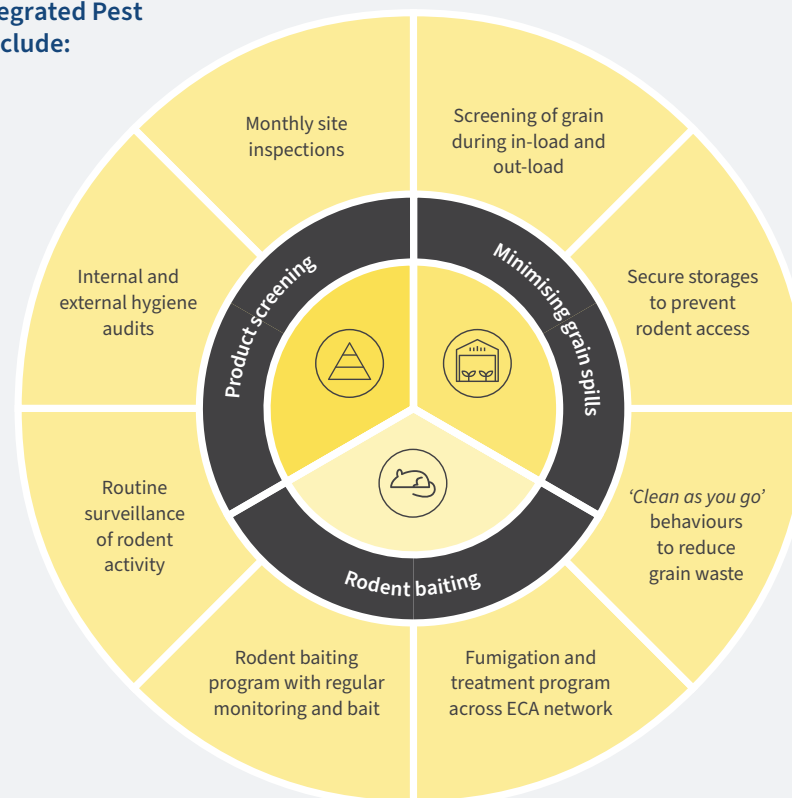 egrated Pest
clude:
Monthly site
inspections
Screening of grain
during in-load and
out-load
Internal and
external hygiene
audits
Secure storages
to prevent
rodent access
Product screening
Minimising grain spills
Routine
surveillance
of rodent
activity
‘Clean as you go’
behaviours
to reduce
grain waste
Rodent baiting
Rodent baiting
program with regular
monitoring and bait
Fumigation and
treatment program
across ECA network